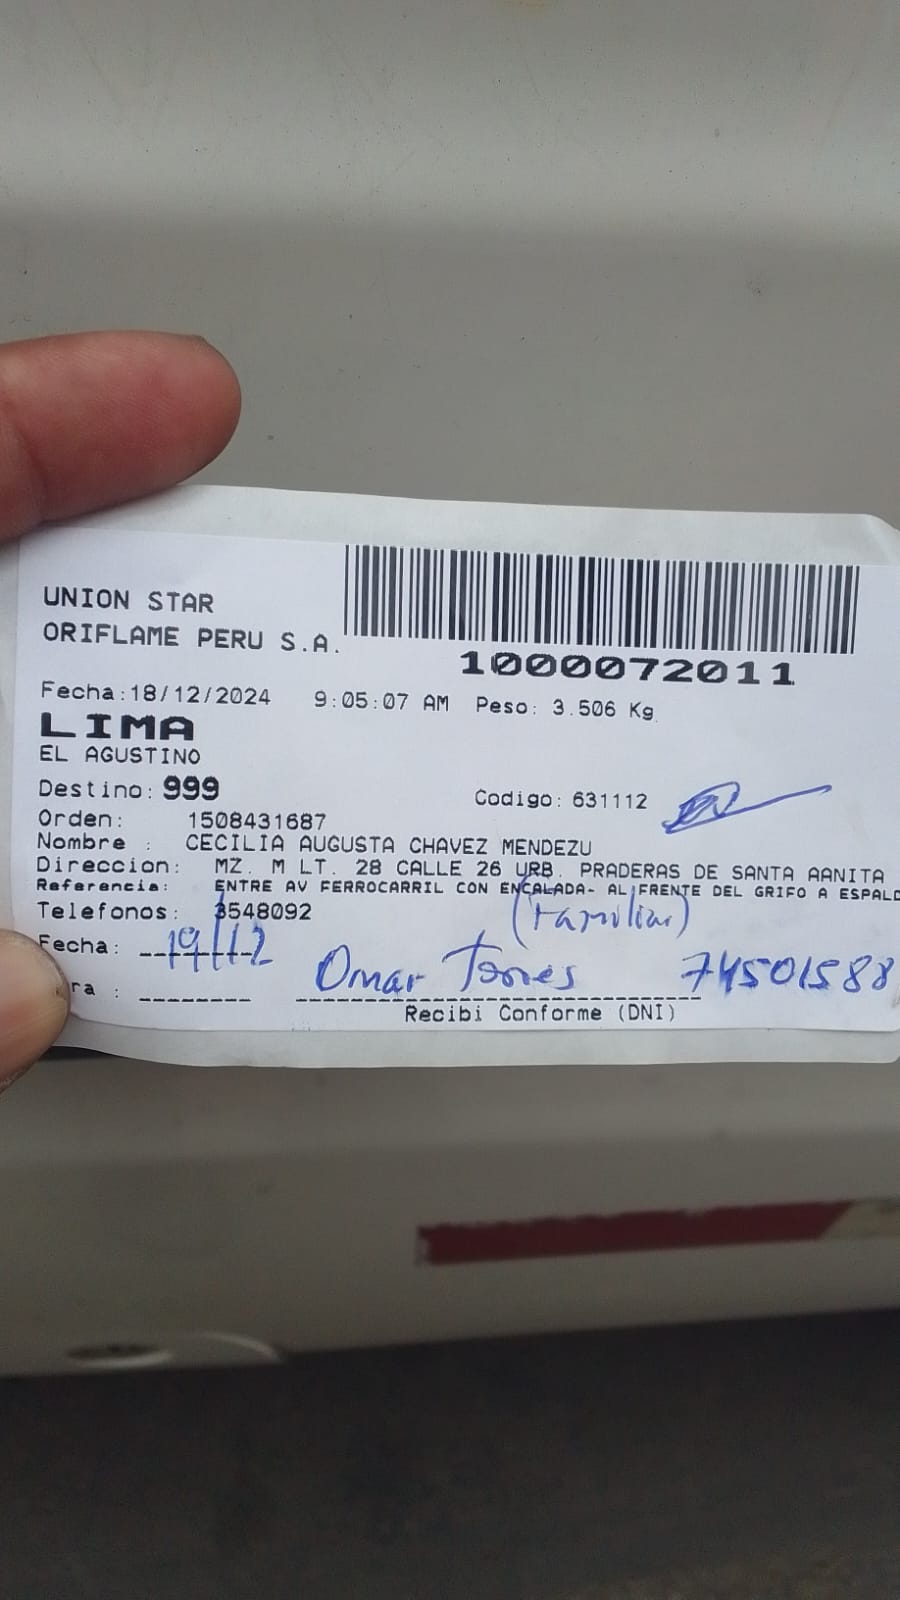 UNION STAR
ORIFLAME PERU S.A.
1000072011
Fecha:18/12/2024 9:05:07 AM Peso: 3.506 Kg.
LIMA
EL AGUSTINO
Destino: 999 Codigo: 631112
Orden: 1508431687
Nombre : CECILIA AUGUSTA CHAVEZ MENDEZU
Direccion: MZ. M LT. 28 CALLE 26 URB. PRADERAS DE SANTA AANITA
Referencia: ENTRE AV FERROCARRIL CON ENCALADA- AL FRENTE DEL GRIFO A ESPALD
Telefonos: 3548092 (Familiar)
Fecha: 19/12
ra : Omar Torres 74501588
Recibi Conforme (DNI)